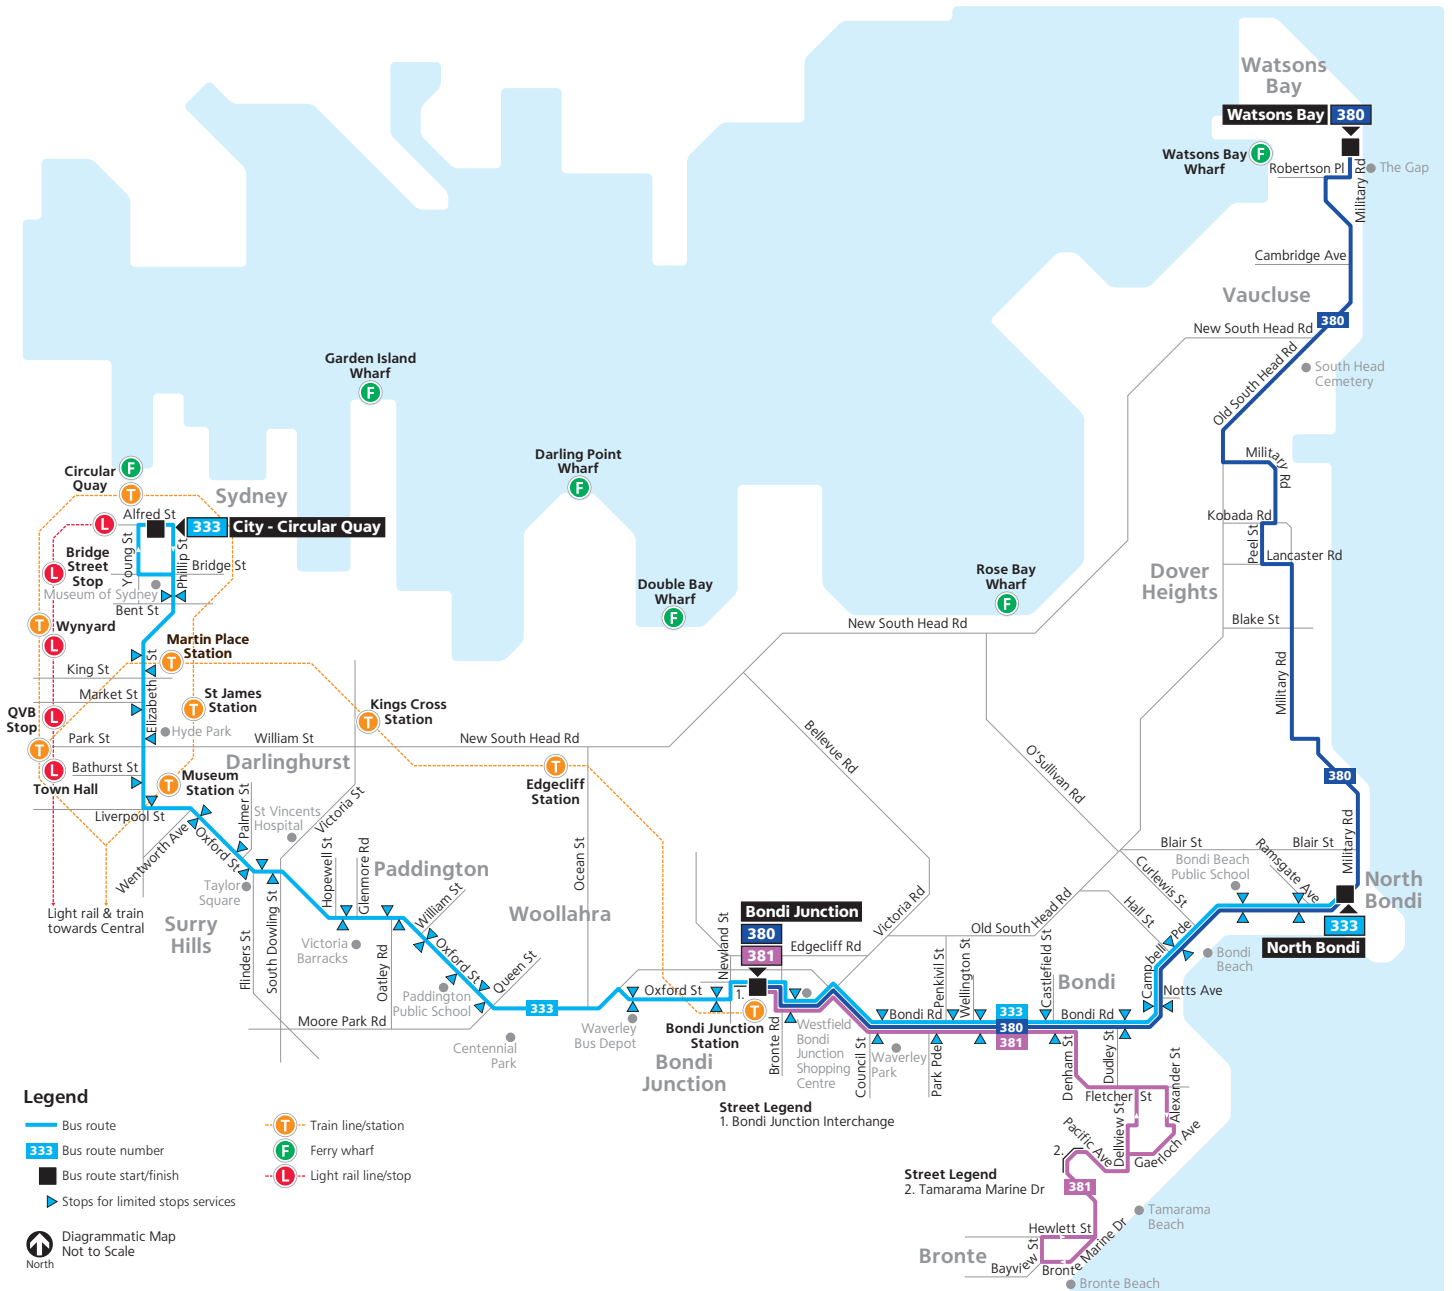 Watsons
Bay
Watsons Bay 380
Watsons Bay
Wharf
F
Robertson Pl
Military Rd
The Gap
Cambridge Ave
Vaucluse
380
New South Head Rd
Old South Head Rd
South Head
Cemetery
Garden Island
Wharf
F
Military Rd
Darling Point
Wharf
F
Circular
Quay
F
T
Sydney
L
Alfred St
333 City - Circular Quay
Kobada Rd
Peel St
Lancaster Rd
Bridge
Street
Stop
L
Young St
Phillip St
Bridge St
Museum of Sydney
Bent St
Dover
Heights
Rose Bay
Wharf
F
Double Bay
Wharf
F
Blake St
New South Head Rd
T
Wynyard
L
Martin Place
Station
T
King St
Elizabeth St
Military Rd
Market St
St James
Station
T
QVB
Stop
L
Kings Cross
Station
T
Hyde Park
Park St
William St
New South Head Rd
T
Bellevue Rd
O'Sullivan Rd
Darlinghurst
Bathurst St
L
Town Hall
Museum
Station
T
T
Edgecliff
Station
380
Liverpool St
Palmer St
St Vincents
Hospital
Victoria St
Wentworth Ave
Oxford St
Hopewell St
Glenmore Rd
Paddington
Ocean St
Blair St
Blair St
Military Rd
Bondi Beach
Public School
Ramsgate Ave
Curlewis St
North
Bondi
Taylor
Square
William St
Light rail & train
towards Central
Surry
Hills
Flinders St
South Dowling St
Victoria
Barracks
Oatley Rd
Oxford St
Queen St
Woollahra
Bondi Junction
380
381
Newland St
Edgecliff Rd
Victoria Rd
Old South Head Rd
Hall St
Campbell Pde
333
North Bondi
Bondi
Beach
Paddington
Public School
Oxford St
1.
Penkivil St
Wellington St
Castlefield St
Bondi
Notts Ave
333
Moore Park Rd
Centennial
Park
Waverley
Bus Depot
T
Bondi Junction
Station
Bondi
Junction
Bronte Rd
Westfield
Bondi
Junction
Shopping
Centre
Bondi Rd
333
380
381
Bondi Rd
Council St
Waverley
Park
Park Pde
Denham St
Dudley St
Fletcher St
Alexander St
Street Legend
1. Bondi Junction Interchange
Dellview St
Pacific Ave
Gaerloch Ave
2.
Street Legend
2. Tamarama Marine Dr
381
Tamarama
Beach
Hewlett St
Bronte
Bayview St
Bronte Marine Dr
Bronte Beach
Legend
Bus route
333 Bus route number
Bus route start/finish
Stops for limited stops services
T Train line/station
F Ferry wharf
L Light rail line/stop
Diagrammatic Map
Not to Scale
North